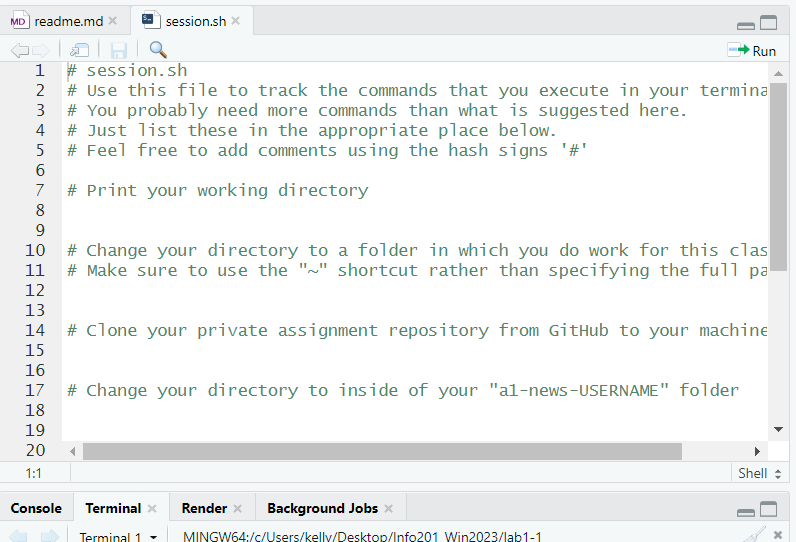 MD readme.md session.sh
Run
1 # session.sh
2 # Use this file to track the commands that you execute in your termina
3 # You probably need more commands than what is suggested here.
4 # Just list these in the appropriate place below.
5 # Feel free to add comments using the hash signs '#'
6
7 # Print your working directory
8
9
10 # Change your directory to a folder in which you do work for this clas
11 # Make sure to use the "~" shortcut rather than specifying the full pa
12
13
14 # Clone your private assignment repository from GitHub to your machine
15
16
17 # Change your directory to inside of your "a1-news-USERNAME" folder
18
19
20
1:1 Shell
Console Terminal Render Background Jobs
Terminal 1 MINGW64:/c/Users/kelly/Desktop/Info201_Win2023/lab1-1